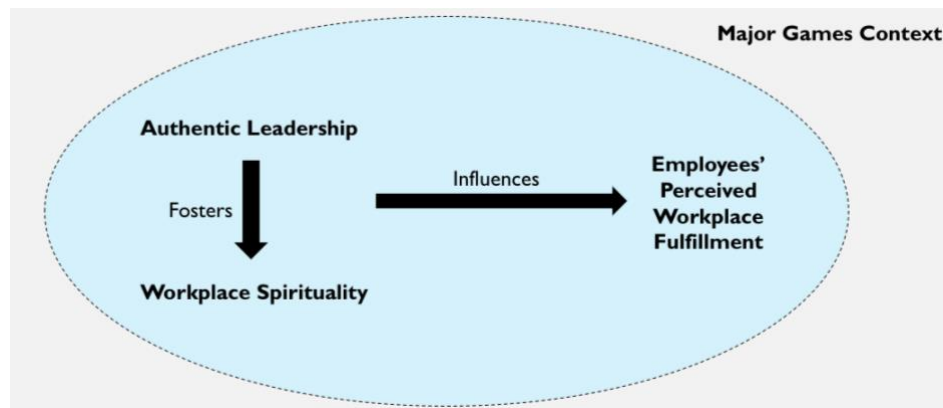 Major Games Context
Authentic Leadership
Fosters
Workplace Spirituality
Influences
Employees’
Perceived
Workplace
Fulfillment